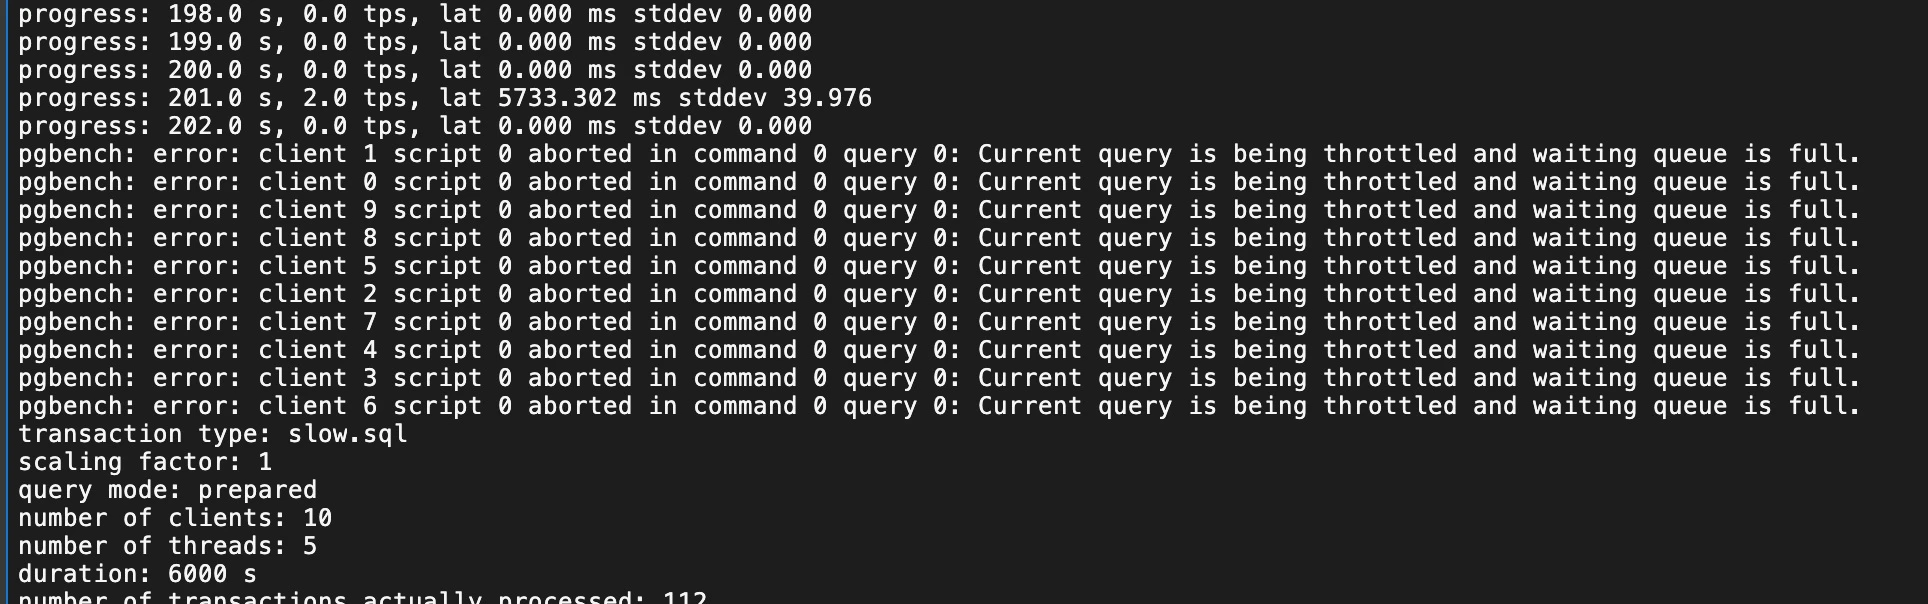 progress: 198.0 s, 0.0 tps, lat 0.000 ms stddev 0.000
progress: 199.0 s, 0.0 tps, lat 0.000 ms stddev 0.000
progress: 200.0 s, 0.0 tps, lat 0.000 ms stddev 0.000
progress: 201.0 s, 2.0 tps, lat 5733.302 ms stddev 39.976
progress: 202.0 s, 0.0 tps, lat 0.000 ms stddev 0.000
pgbench: error: client 1 script 0 aborted in command 0 query 0: Current query is being throttled and waiting queue is full.
pgbench: error: client 0 script 0 aborted in command 0 query 0: Current query is being throttled and waiting queue is full.
pgbench: error: client 9 script 0 aborted in command 0 query 0: Current query is being throttled and waiting queue is full.
pgbench: error: client 8 script 0 aborted in command 0 query 0: Current query is being throttled and waiting queue is full.
pgbench: error: client 5 script 0 aborted in command 0 query 0: Current query is being throttled and waiting queue is full.
pgbench: error: client 2 script 0 aborted in command 0 query 0: Current query is being throttled and waiting queue is full.
pgbench: error: client 7 script 0 aborted in command 0 query 0: Current query is being throttled and waiting queue is full.
pgbench: error: client 4 script 0 aborted in command 0 query 0: Current query is being throttled and waiting queue is full.
pgbench: error: client 3 script 0 aborted in command 0 query 0: Current query is being throttled and waiting queue is full.
pgbench: error: client 6 script 0 aborted in command 0 query 0: Current query is being throttled and waiting queue is full.
transaction type: slow.sql
scaling factor: 1
query mode: prepared
number of clients: 10
number of threads: 5
duration: 6000 s
number of transactions actually processed: 112